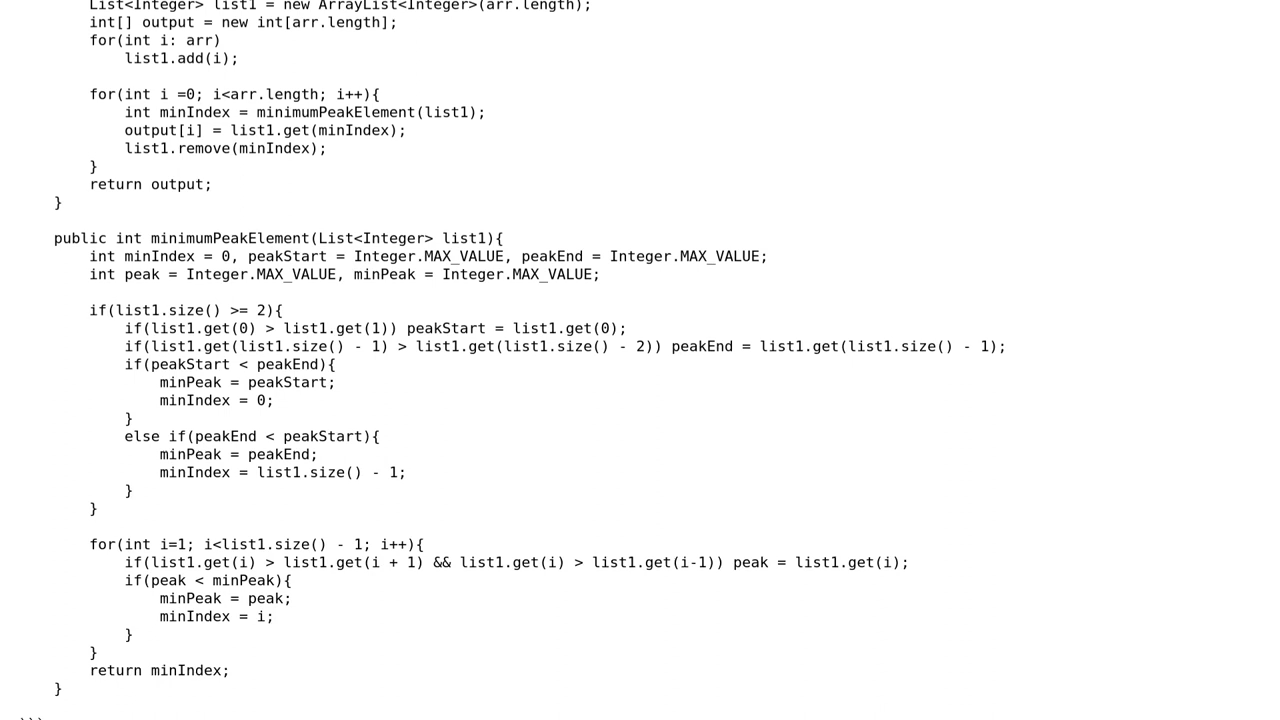 List<Integer> list1 = new ArrayList<Integer>(arr.length);
int[] output = new int[arr.length];
for(int i: arr)
list1.add(i);
for(int i =0; i<arr.length; i++){
int minIndex = minimumPeakElement(list1);
output[i] = list1.get(minIndex);
list1.remove(minIndex);
}
return output;
}
public int minimumPeakElement(List<Integer> list1){
int minIndex = 0, peakStart = Integer.MAX_VALUE, peakEnd = Integer.MAX_VALUE;
int peak = Integer.MAX_VALUE, minPeak = Integer.MAX_VALUE;
if(list1.size() >= 2){
if(list1.get(0) > list1.get(1)) peakStart = list1.get(0);
if(list1.get(list1.size() - 1) > list1.get(list1.size() - 2)) peakEnd = list1.get(list1.size() - 1);
if(peakStart < peakEnd){
minPeak = peakStart;
minIndex = 0;
}
else if(peakEnd < peakStart){
minPeak = peakEnd;
minIndex = list1.size() - 1;
}
}
for(int i=1; i<list1.size() - 1; i++){
if(list1.get(i) > list1.get(i + 1) && list1.get(i) > list1.get(i-1)) peak = list1.get(i);
if(peak < minPeak){
minPeak = peak;
minIndex = i;
}
}
return minIndex;
}
```